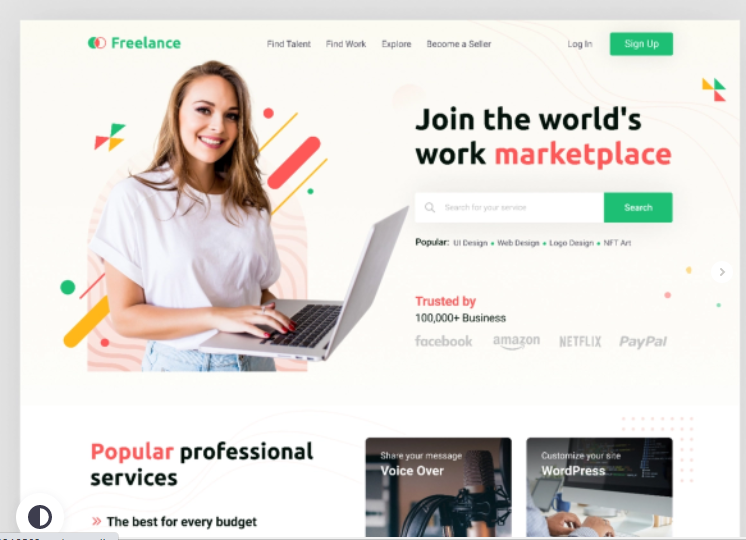 Freelance
Find Talent Find Work Explore Become a Seller
Log In Sign Up
Join the world's
work marketplace
Search for your service Search
Popular: UI Design Web Design Logo Design NFT Art
Trusted by
100,000+ Business
facebook amazon NETFLIX PayPal
Popular professional
services
Share your message
Voice Over
Customize your site
WordPress
The best for every budget